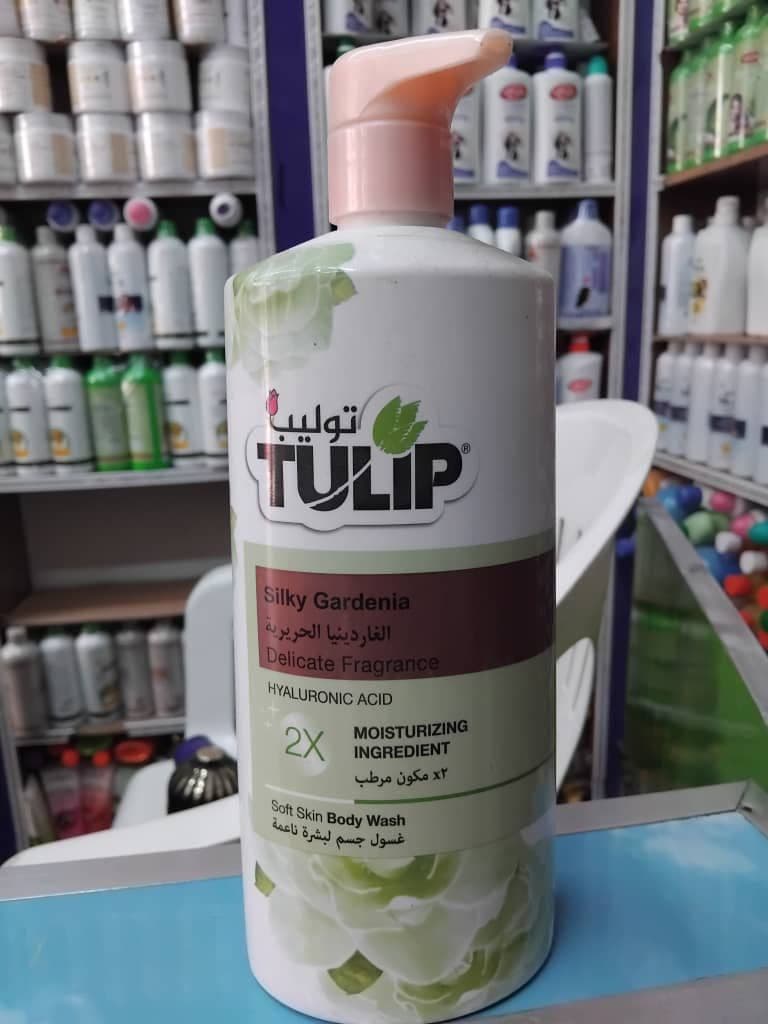 توليب
TULIP®
Silky Gardenia
الغاردينيا الحريرية
Delicate Fragrance
HYALURONIC ACID
2X
MOISTURIZING
INGREDIENT
x٢ مكون مرطب
Soft Skin Body Wash
غسول جسم لبشرة ناعمة